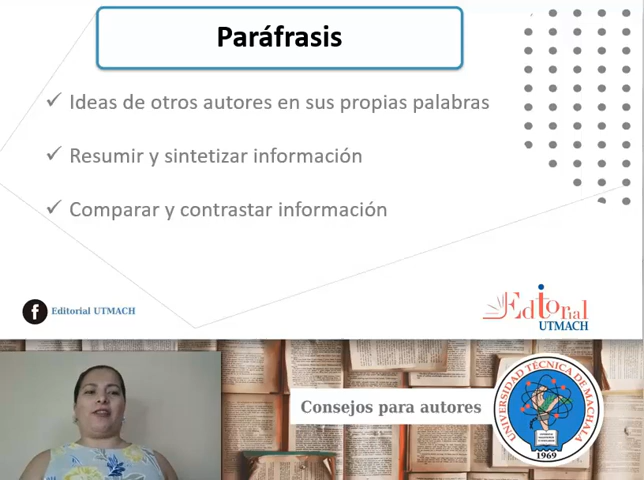 Paráfrasis
Ideas de otros autores en sus propias palabras
Resumir y sintetizar información
Comparar y contrastar información
f Editorial UTMACH
Editorial
UTMACH
Consejos para autores
UNIVERSIDAD TÉCNICA DE MACHALA
1969